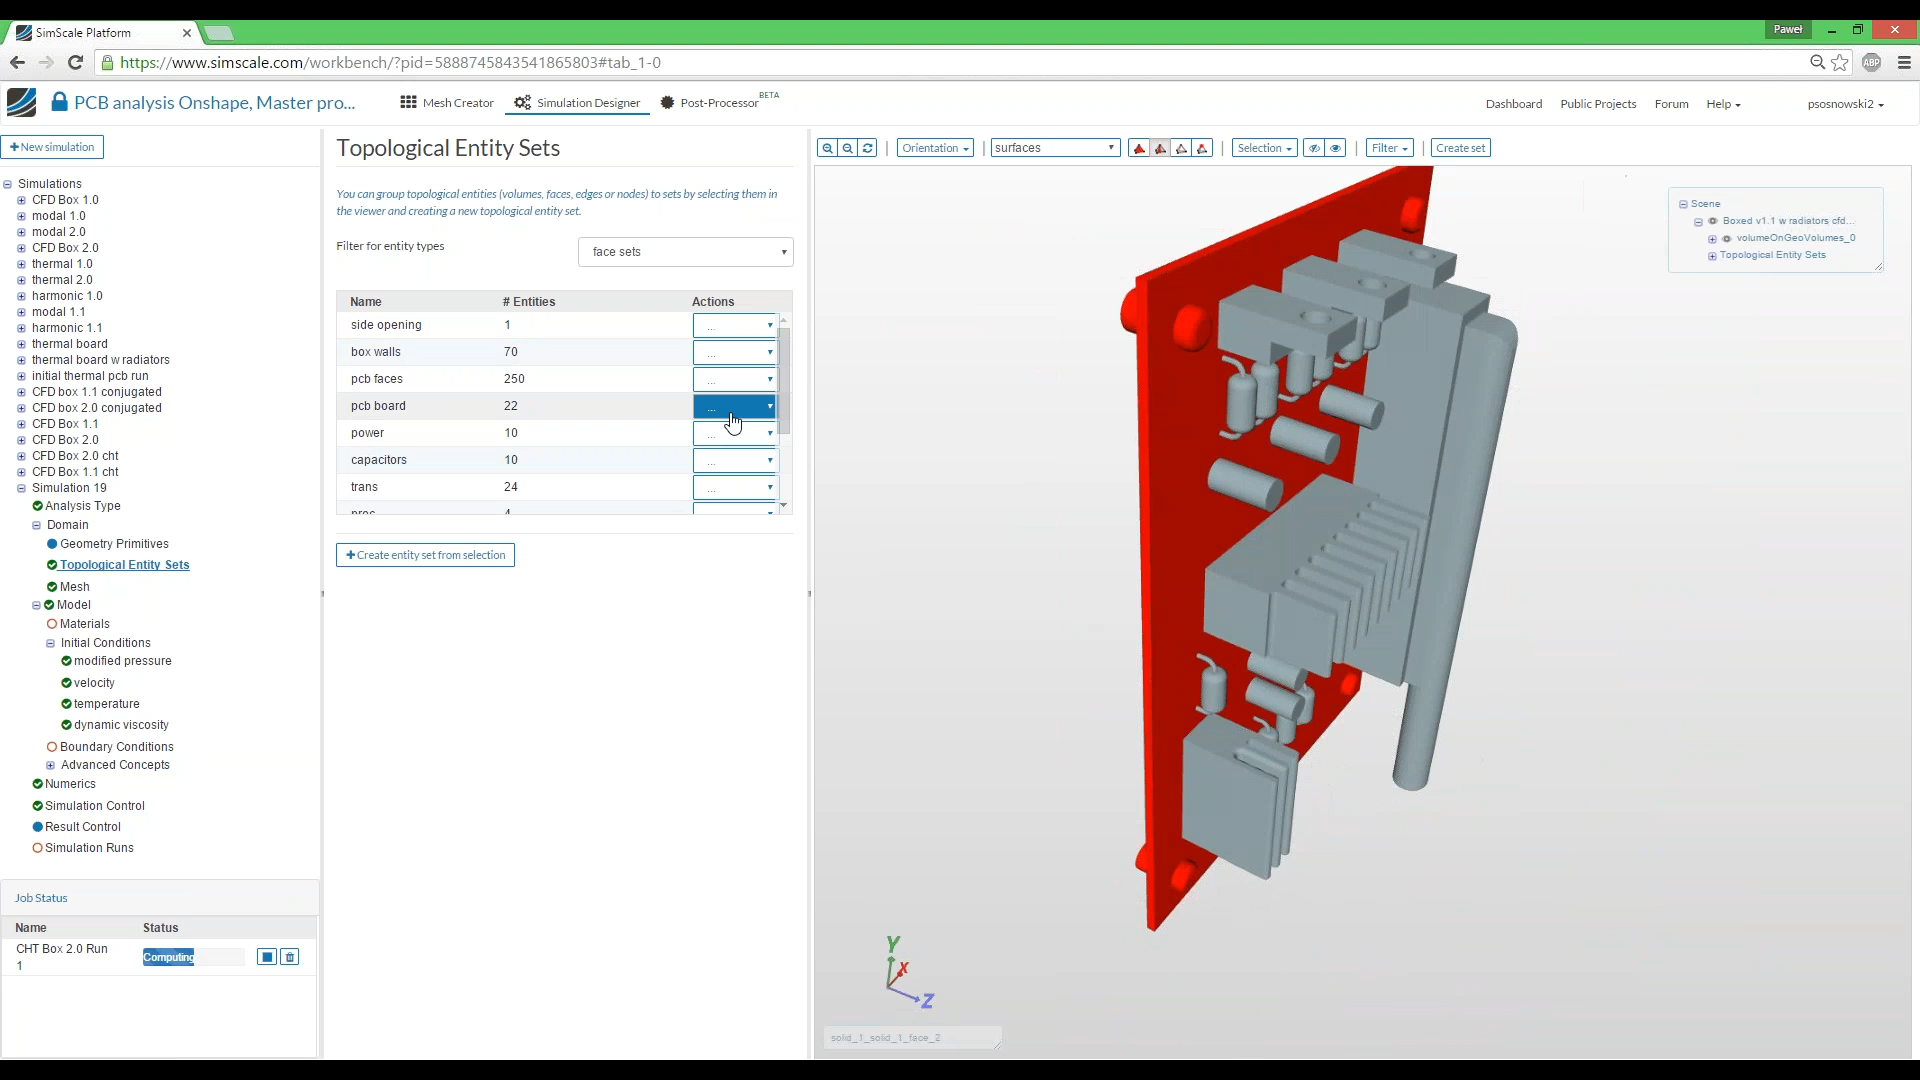 SimScale Platform
Paweł
https://www.simscale.com/workbench/?pid=5888745843541865803#tab_1-0
ABP
PCB analysis Onshape, Master pro...
Mesh Creator
Simulation Designer
Post-Processor BETA
Dashboard
Public Projects
Forum
Help
psosnowski2
New simulation
Simulations
CFD Box 1.0
modal 1.0
modal 2.0
CFD Box 2.0
thermal 1.0
thermal 2.0
harmonic 1.0
modal 1.1
harmonic 1.1
thermal board
thermal board w radiators
initial thermal pcb run
CFD box 1.1 conjugated
CFD box 2.0 conjugated
CFD Box 1.1
CFD Box 2.0
CFD Box 2.0 cht
CFD Box 1.1 cht
Simulation 19
Analysis Type
Domain
Geometry Primitives
Topological Entity Sets
Mesh
Model
Materials
Initial Conditions
modified pressure
velocity
temperature
dynamic viscosity
Boundary Conditions
Advanced Concepts
Numerics
Simulation Control
Result Control
Simulation Runs
Job Status
Name Status
CHT Box 2.0 Run 
1
Computing
Topological Entity Sets
You can group topological entities (volumes, faces, edges or nodes) to sets by selecting them in
the viewer and creating a new topological entity set.
Filter for entity types
face sets
Name # Entities Actions
side opening 1 ...
box walls 70 ...
pcb faces 250 ...
pcb board 22 ...
power 10 ...
capacitors 10 ...
trans 24 ...
proc 4
Create entity set from selection
Orientation
surfaces
Selection
Filter
Create set
Scene
Boxed v1.1 w radiators cfd...
volumeOnGeoVolumes_0
Topological Entity Sets
Y
X
Z
solid_1_solid_1_face_2